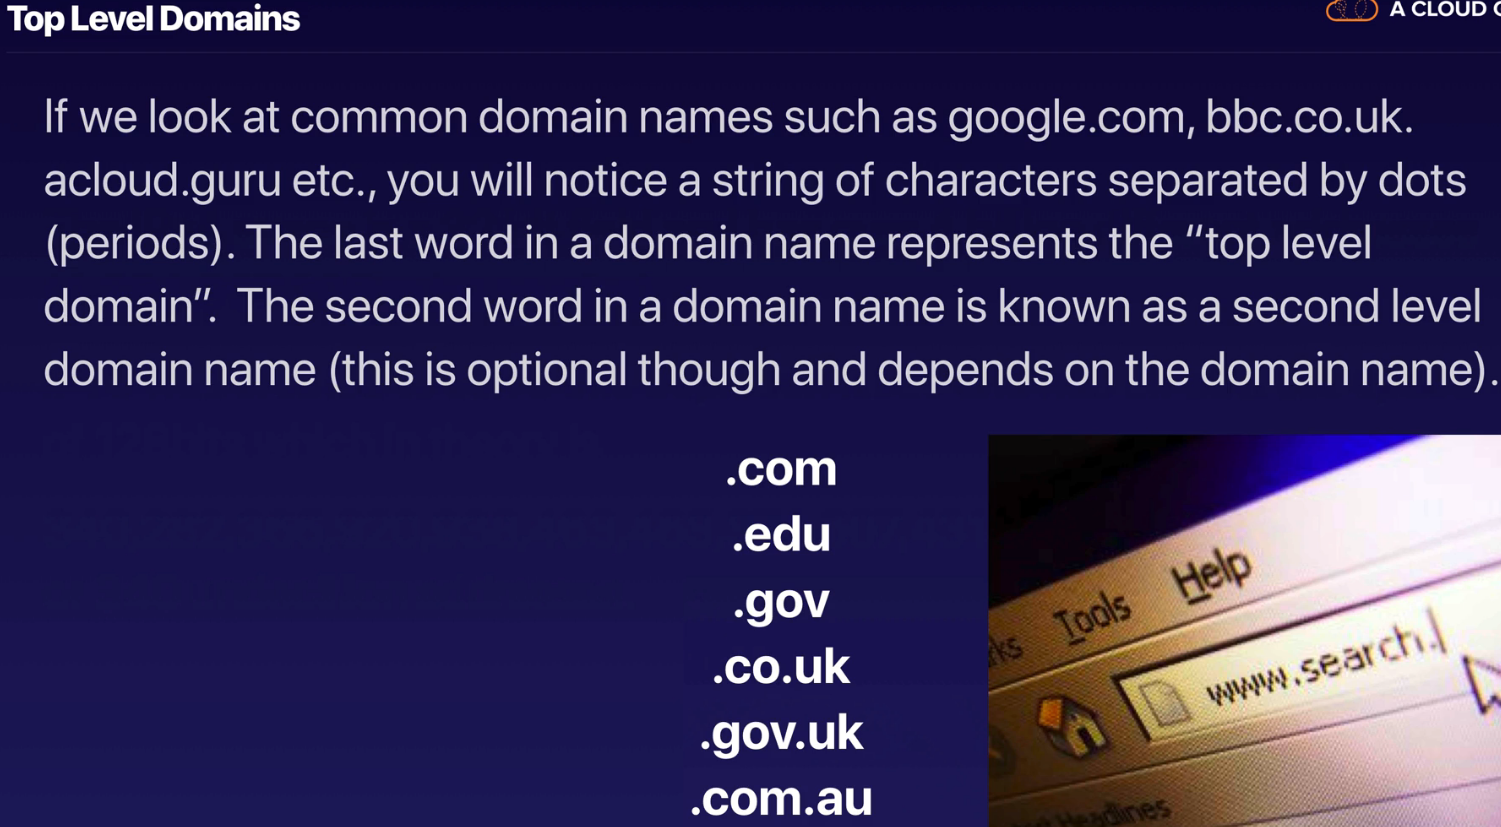 Top Level Domains
A CLOUD
If we look at common domain names such as google.com, bbc.co.uk.
acloud.guru etc., you will notice a string of characters separated by dots
(periods). The last word in a domain name represents the “top level
domain”. The second word in a domain name is known as a second level
domain name (this is optional though and depends on the domain name).
.com
.edu
.gov
.co.uk
.gov.uk
.com.au
Tools Help
www.search.